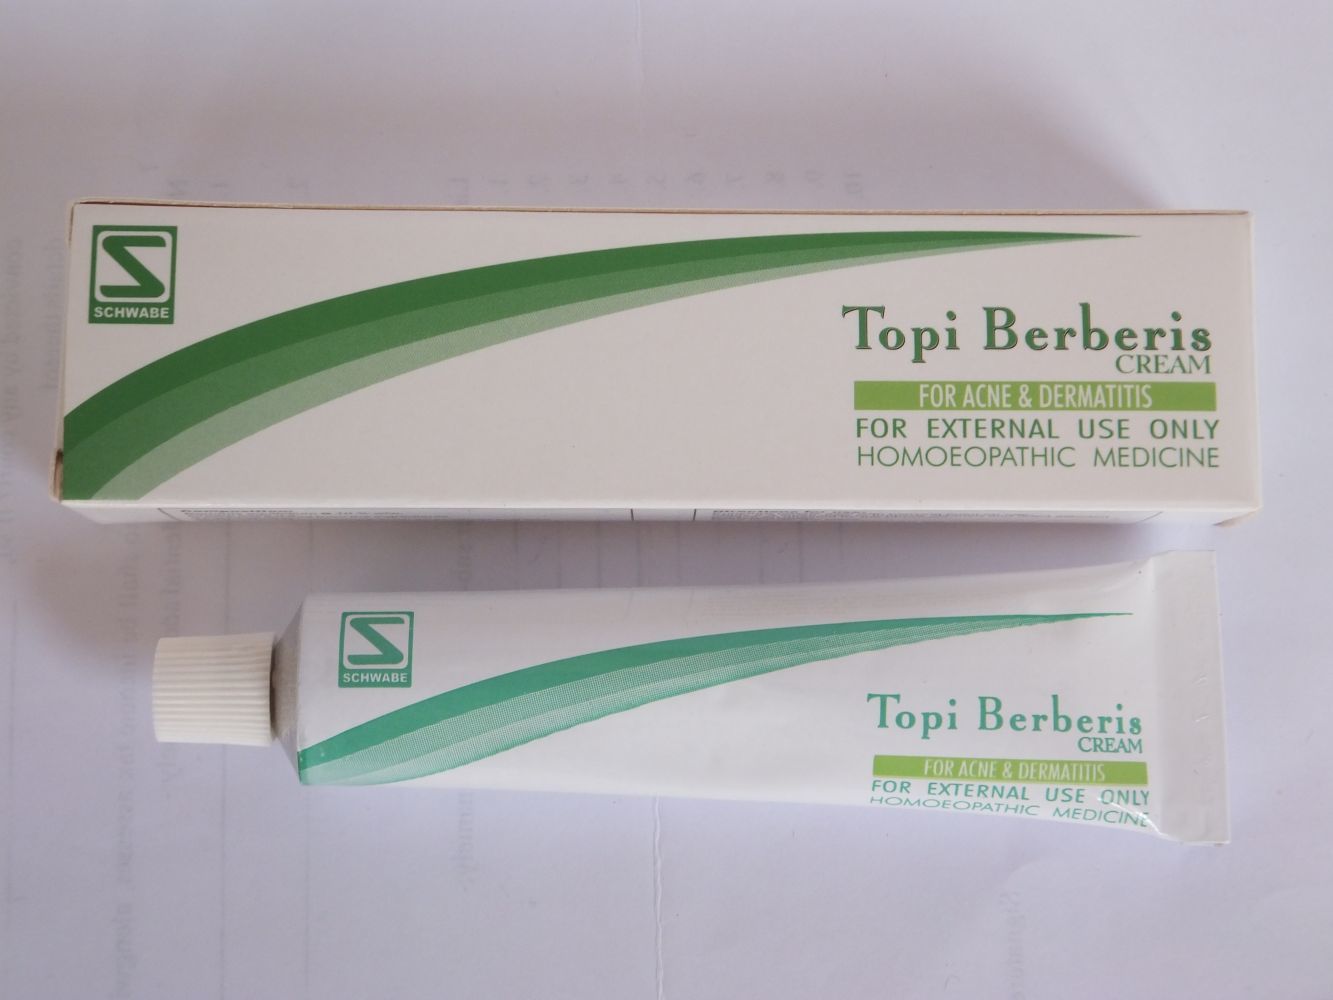 SCHWABE
Topi Berberis
CREAM
FOR ACNE & DERMATITIS
FOR EXTERNAL USE ONLY
HOMOEOPATHIC MEDICINE
SCHWABE
Topi Berberis
CREAM
FOR ACNE & DERMATITIS
FOR EXTERNAL USE ONLY
HOMOEOPATHIC MEDICINE